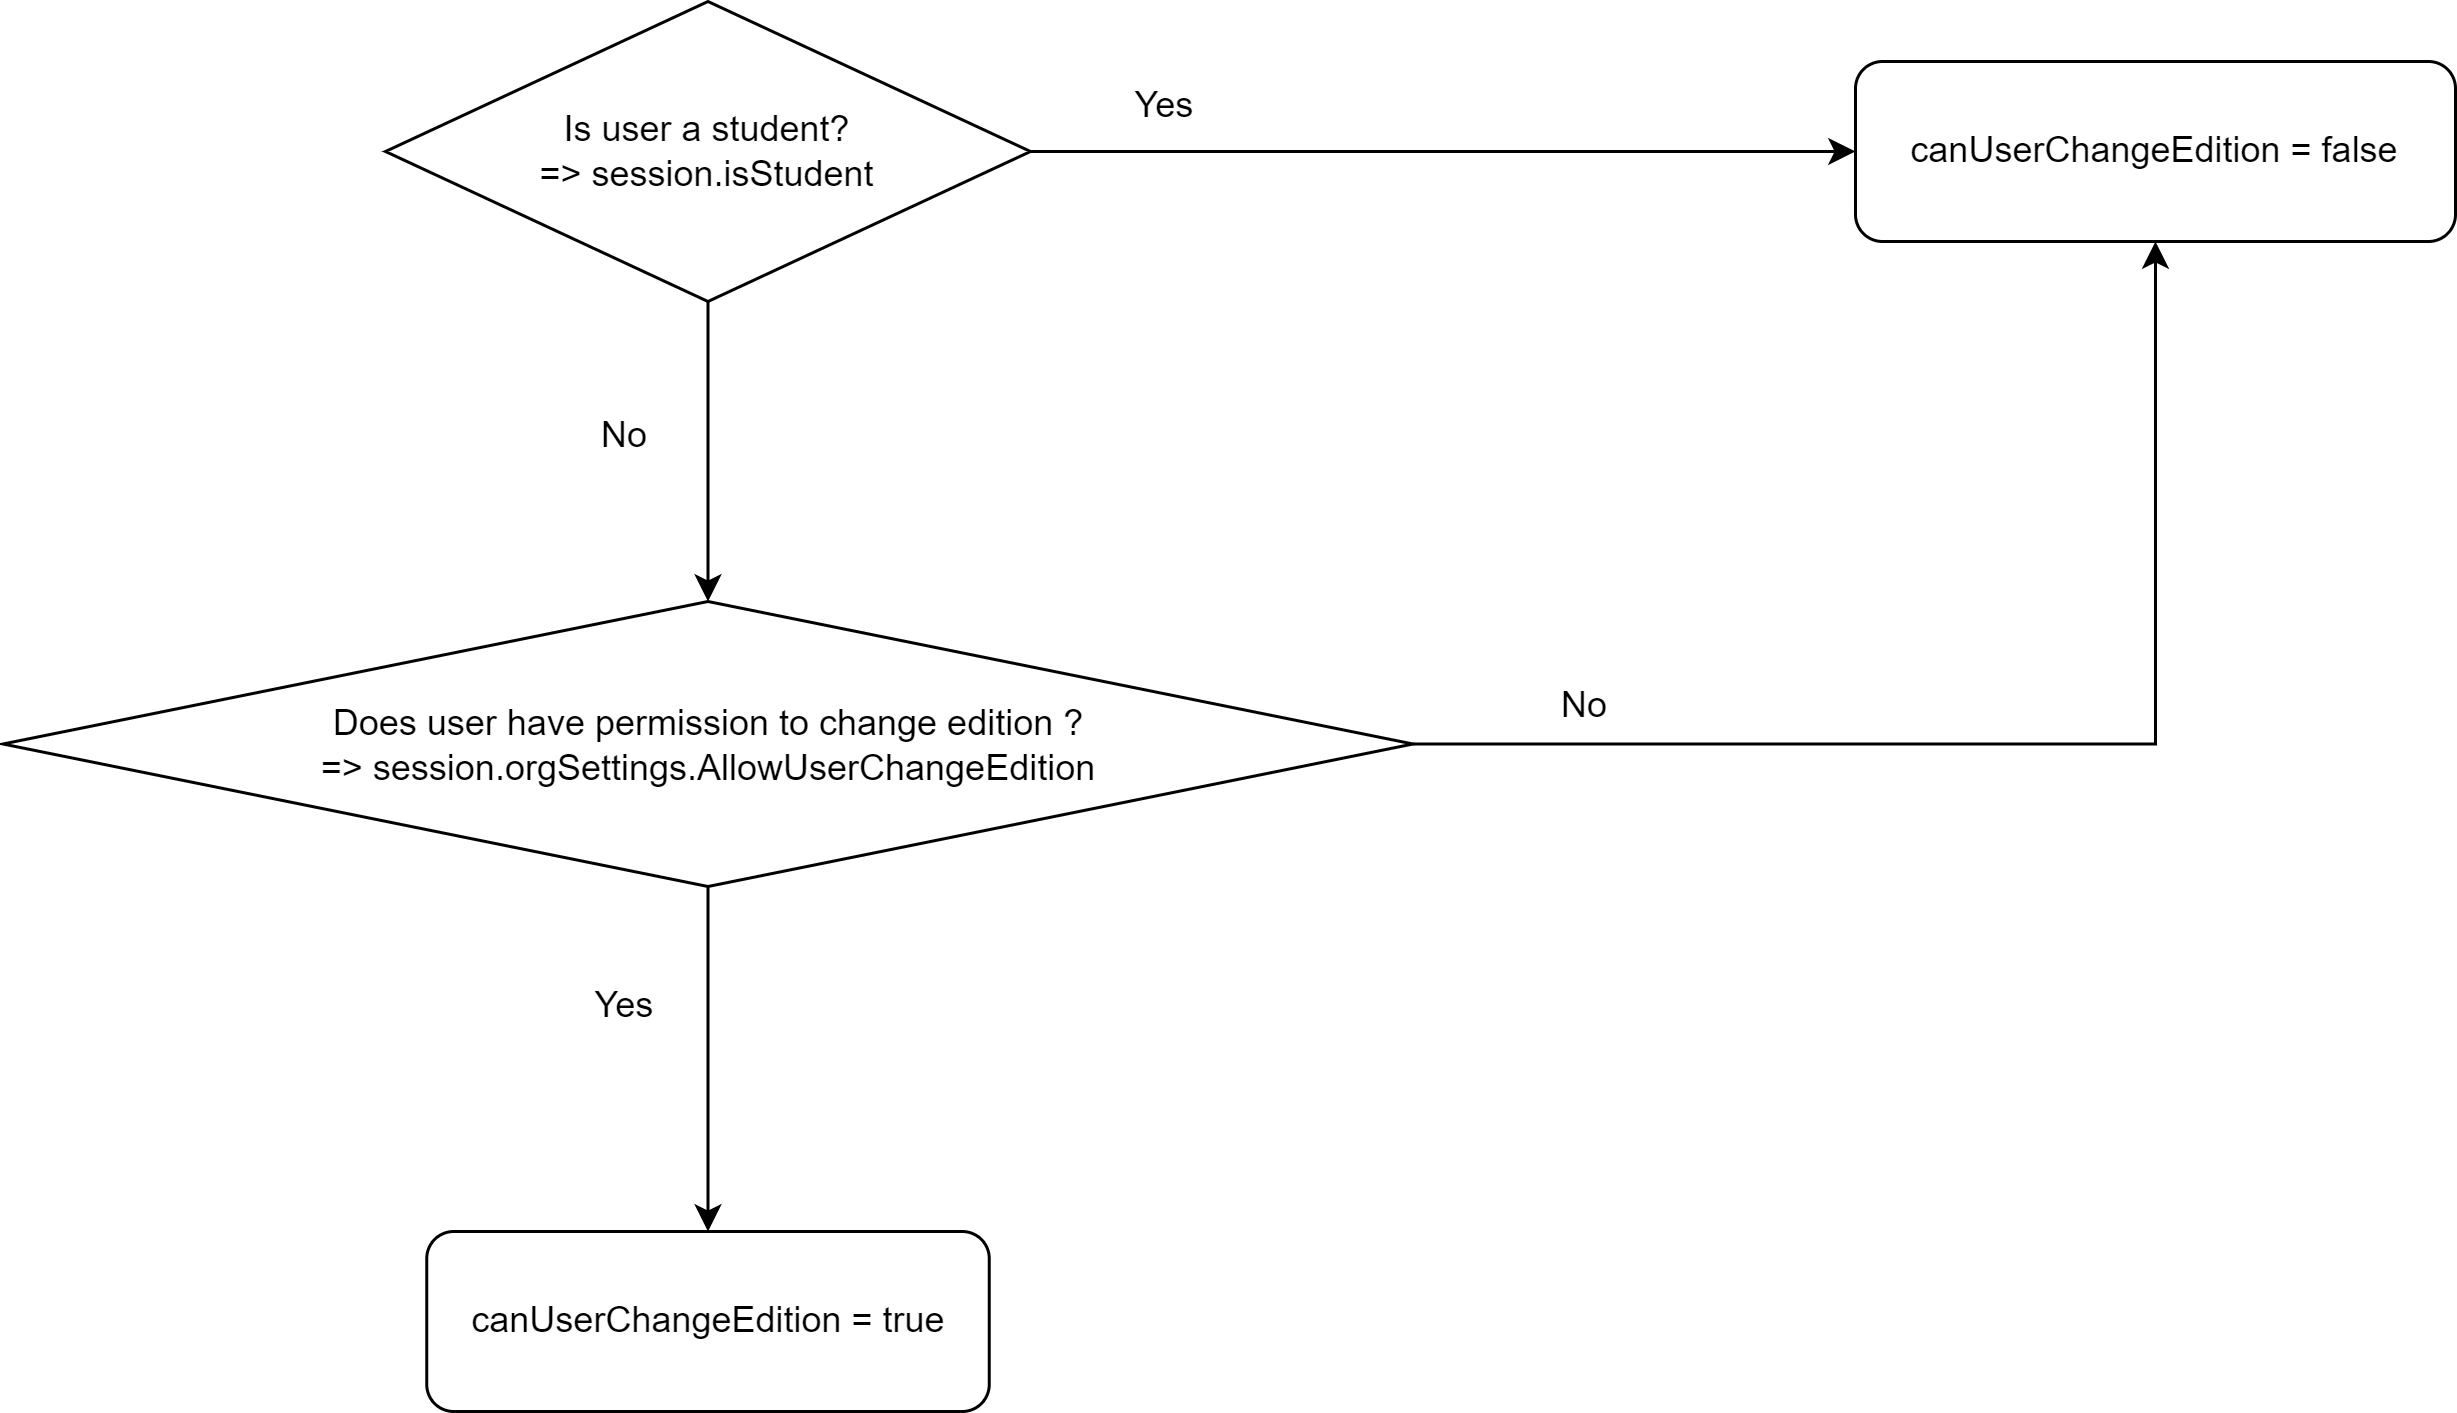 Is user a student?
=> session.isStudent
Yes
canUserChangeEdition = false
No
Does user have permission to change edition ?
=> session.orgSettings.AllowUserChangeEdition
No
Yes
canUserChangeEdition = true